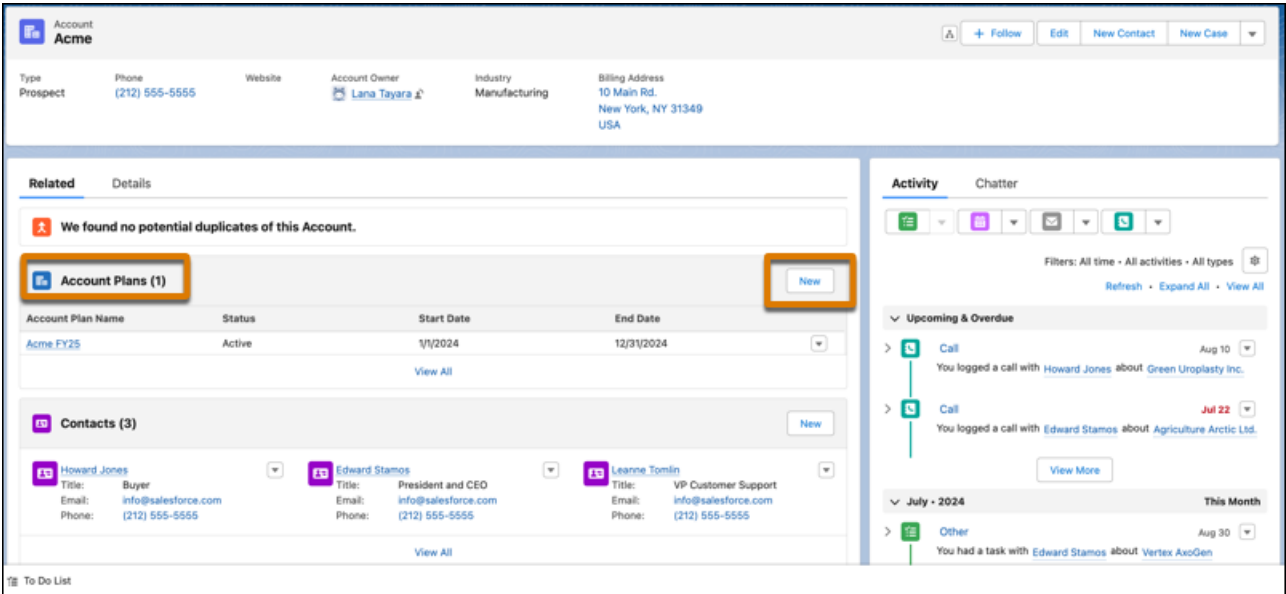 Account
Acme
+ Follow Edit New Contact New Case
Type Phone Website Account Owner Industry Billing Address
Prospect (212) 555-5555 Lana Tayara Manufacturing 10 Main Rd.
New York, NY 31349
USA
Related Details
We found no potential duplicates of this Account.
Account Plans (1) New
Account Plan Name Status Start Date End Date
Acme FY25 Active 1/1/2024 12/31/2024
View All
Contacts (3) New
Howard Jones Edward Stamos Leanne Tomlin
Title: Buyer Title: President and CEO Title: VP Customer Support
Email: info@salesforce.com Email: info@salesforce.com Email: info@salesforce.com
Phone: (212) 555-5555 Phone: (212) 555-5555 Phone: (212) 555-5555
View All
Activity Chatter
Filters: All time • All activities • All types
Refresh • Expand All • View All
Upcoming & Overdue
Call Aug 10
You logged a call with Howard Jones about Green Uroplasty Inc.
Call Jul 22
You logged a call with Edward Stamos about Agriculture Arctic Ltd.
View More
July • 2024 This Month
Other Aug 30
You had a task with Edward Stamos about Vertex AxoGen
To Do List